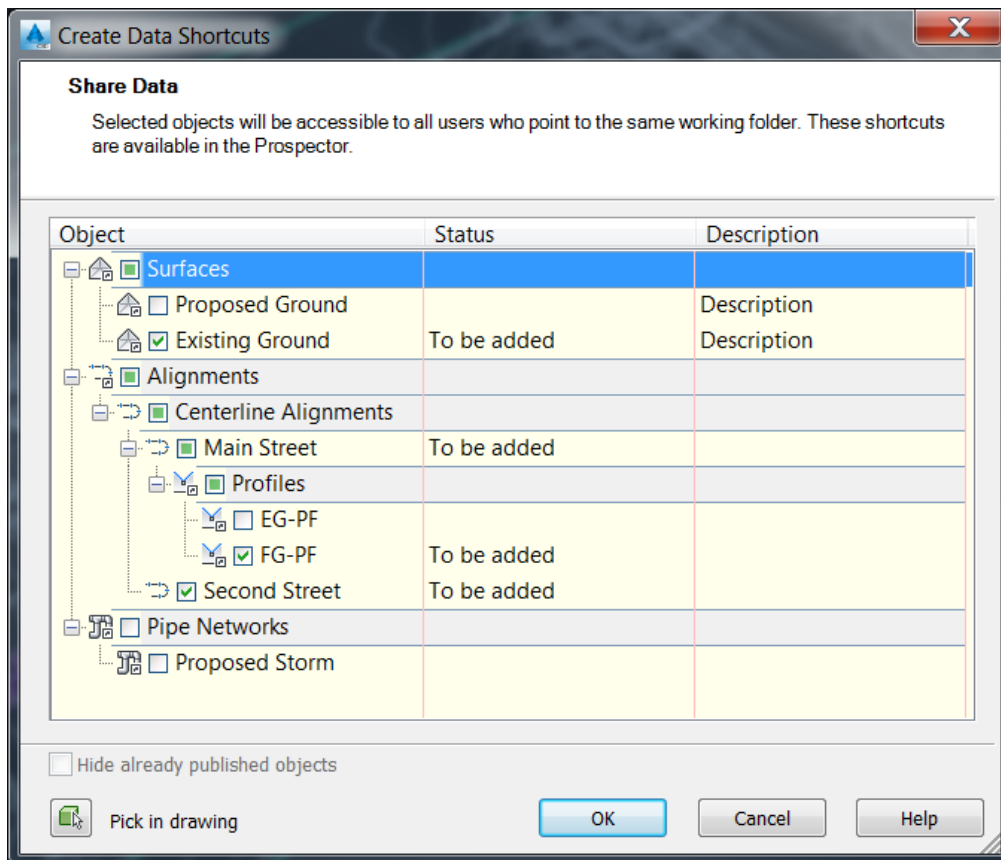 Create Data Shortcuts
Share Data
Selected objects will be accessible to all users who point to the same working folder. These shortcuts
are available in the Prospector.
Object Status Description
Surfaces
Proposed Ground Description
Existing Ground To be added Description
Alignments
Centerline Alignments
Main Street To be added
Profiles
EG-PF
FG-PF To be added
Second Street To be added
Pipe Networks
Proposed Storm
Hide already published objects
Pick in drawing OK Cancel Help